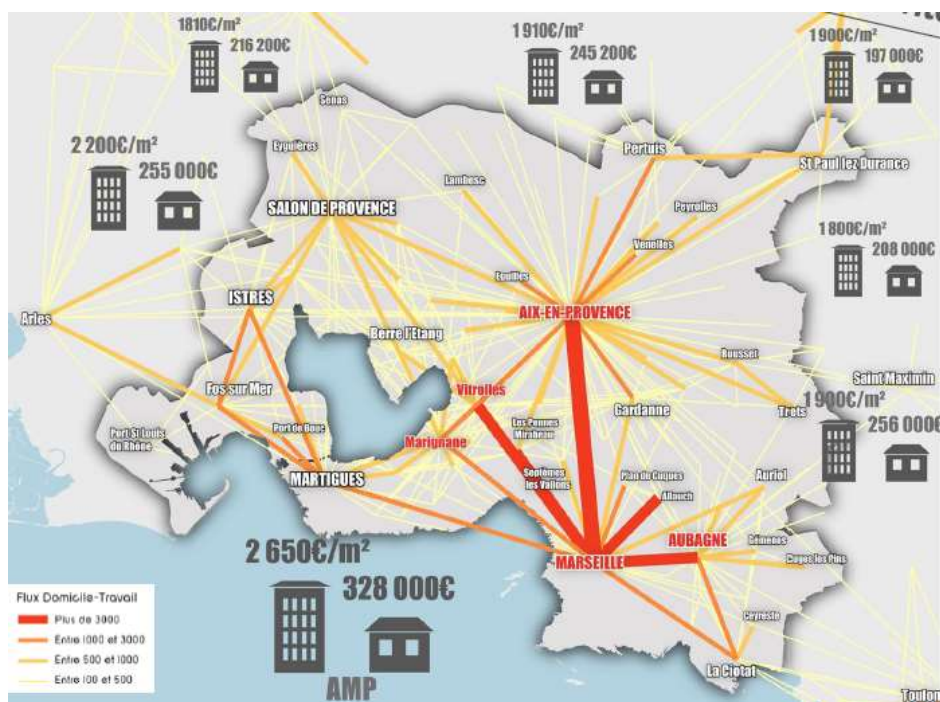 1810€/m²
216 200€
1 910€/m²
245 200€
1 900€/m²
197 000€
Sénas
Eyguières
Pertuis
St Paul lez Durance
2 200€/m²
255 000€
Lambesc
SALON DE PROVENCE
Peyrolles
Venelles
1 800€/m²
208 000€
Eguilles
ISTRES
AIX-EN-PROVENCE
Arles
Berre l'Etang
Rousset
Fos sur Mer
Vitrolles
Saint Maximin
Gardanne
Trets
1 900€/m²
256 000€
Les Pennes
Mirabeau
Port St Louis
du Rhône
Port de Bouc
Marignane
MARTIGUES
Septèmes
les Vallons
Plan de Cuques
Auriol
Allauch
AUBAGNE
Gémenos
MARSEILLE
Cuges les Pins
2 650€/m²
328 000€
AMP
Ceyreste
La Ciotat
Toulon
Flux Domicile-Travail
Plus de 3000
Entre 1000 et 3000
Entre 500 et 1000
Entre 100 et 500